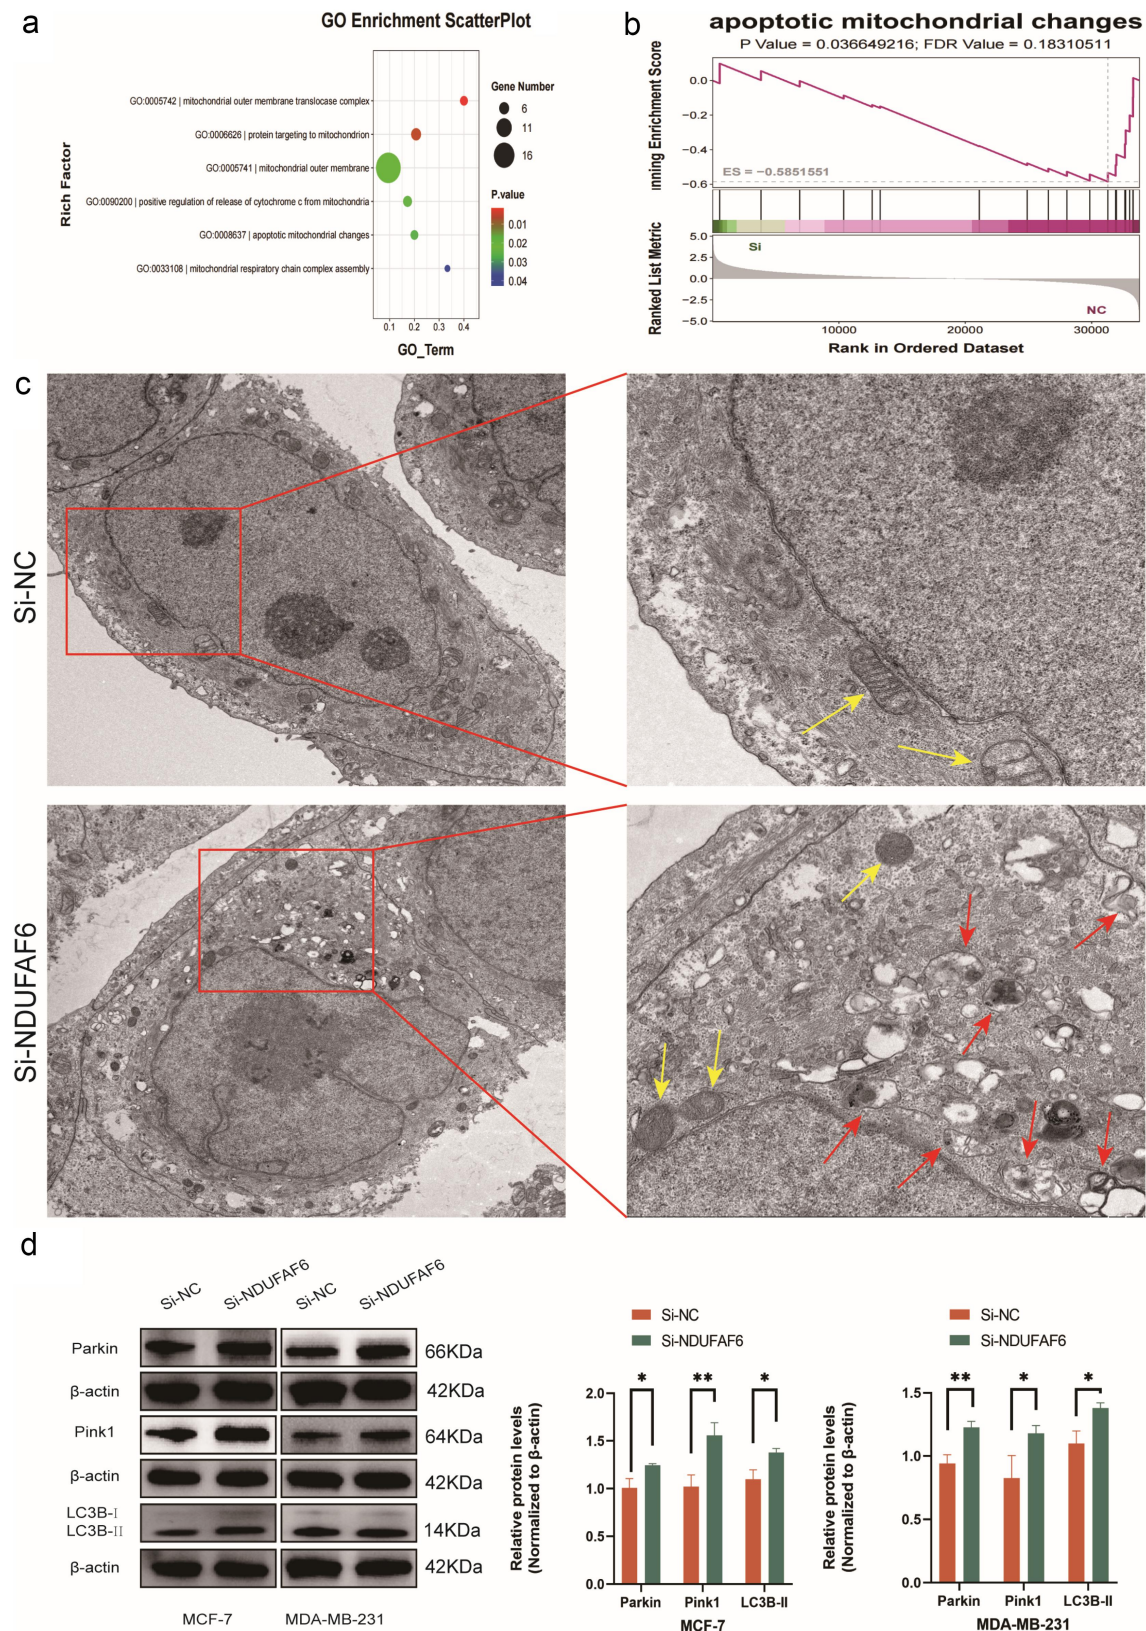 a
GO Enrichment ScatterPlot
Rich Factor
GO:0005742 | mitochondrial outer membrane translocase complex
GO:0006626 | protein targeting to mitochondrion
GO:0005741 | mitochondrial outer membrane
GO:0090200 | positive regulation of release of cytochrome c from mitochondria
GO:0008637 | apoptotic mitochondrial changes
GO:0033108 | mitochondrial respiratory chain complex assembly
0.1 0.2 0.3 0.4
GO_Term
Gene Number
6
11
16
P.value
0.01
0.02
0.03
0.04
b
apoptotic mitochondrial changes
P Value = 0.036649216; FDR Value = 0.18310511
inning Enrichment Score
0.0
−0.2
−0.4
−0.6
ES = −0.5851551
Ranked List Metric
5.0
2.5
0.0
−2.5
−5.0
Si
NC
10000 20000 30000
Rank in Ordered Dataset
c
Si-NC
Si-NDUFAF6
d
Si-NC Si-NDUFAF6 Si-NC Si-NDUFAF6
Parkin 66KDa
β-actin 42KDa
Pink1 64KDa
β-actin 42KDa
LC3B-I
LC3B-II 14KDa
β-actin 42KDa
MCF-7 MDA-MB-231
Si-NC
Si-NDUFAF6
Relative protein levels
(Normalized to β-actin)
2.0
1.5
1.0
0.5
0.0
* ** *
Parkin Pink1 LC3B-II
MCF-7
Si-NC
Si-NDUFAF6
Relative protein levels
(Normalized to β-actin)
1.5
1.0
0.5
0.0
** * *
Parkin Pink1 LC3B-II
MDA-MB-231